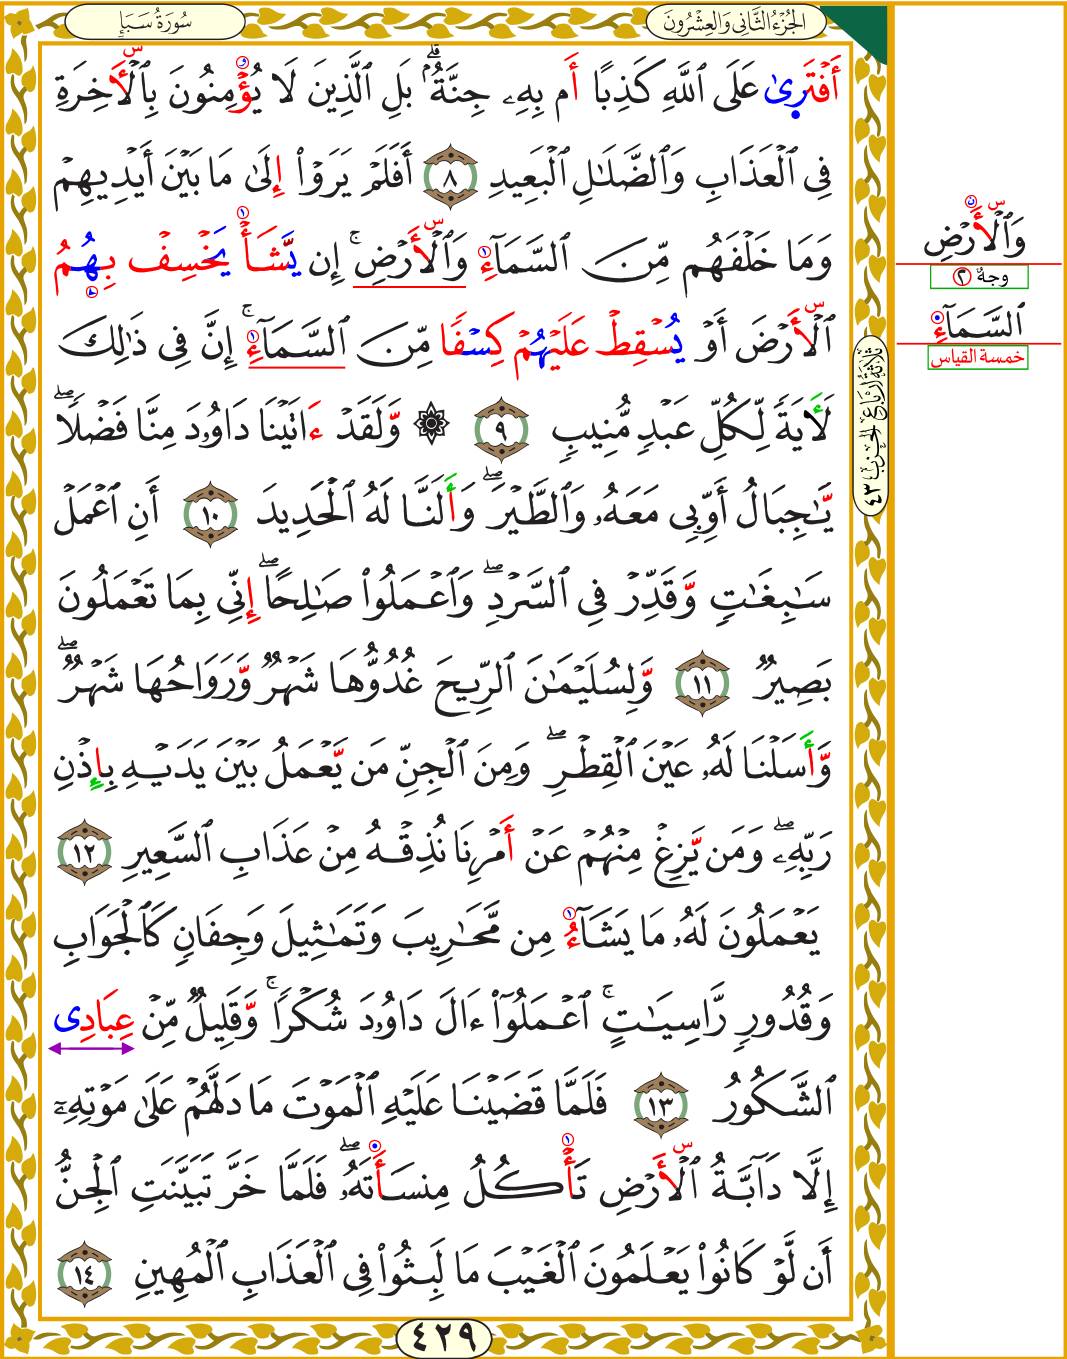 الجُزْءُ الثَّانِي وَالعِشْرُونَ
سُورَةُ سَبَإٍ
أَفْتَرِىٰ عَلَى ٱللَّهِ كَذِبًا أَم بِهِۦ جِنَّةُۢ ۗ بَلِ ٱلَّذِينَ لَا يُؤْمِنُونَ بِٱلْأَخِرَةِ
فِى ٱلْعَذَابِ وَٱلضَّلَـٰلِ ٱلْبَعِيدِ ٨ أَفَلَمْ يَرَوْا۟ إِلَىٰ مَا بَيْنَ أَيْدِيهِمْ
وَمَا خَلْفَهُم مِّنَ ٱلسَّمَآءِ وَٱلْأَرْضِ ۚ إِن يَّشَأْ يَخْسِفْ بِهُمُ
ٱلْأَرْضَ أَوْ يُسْقِطْ عَلَيْهُمْ كِسْفًا مِّنَ ٱلسَّمَآءِ ۚ إِنَّ فِى ذَٰلِكَ
لَأَيَةً لِّكُلِّ عَبْدٍ مُّنِيبٍ ٩ ۞ وَّلَقَدْ ءَاتَيْنَا دَاوُۥدَ مِنَّا فَضْلًا ۖ
يَّـٰجِبَالُ أَوِّبِى مَعَهُۥ وَٱلطَّيْرَ ۖ وَأَلَنَّا لَهُ ٱلْحَدِيدَ ١٠ أَنِ ٱعْمَلْ
سَـٰبِغَـٰتٍ وَّقَدِّرْ فِى ٱلسَّرْدِ ۖ وَٱعْمَلُوا۟ صَـٰلِحًا ۖ إِنِّى بِمَا تَعْمَلُونَ
بَصِيرٌ ١١ وَّلِسُلَيْمَـٰنَ ٱلرِّيحَ غُدُوُّهَا شَهْرٌ وَّرَوَاحُهَا شَهْرٌ ۖ
وَّأَسَلْنَا لَهُۥ عَيْنَ ٱلْقِطْرِ ۖ وَمِنَ ٱلْجِنِّ مَن يَّعْمَلُ بَيْنَ يَدَيْهِ بِإِذْنِ
رَبِّهِۦ ۖ وَمَن يَّزِغْ مِنْهُمْ عَنْ أَمْرِنَا نُذِقْهُ مِنْ عَذَابِ ٱلسَّعِيرِ ١٢
يَعْمَلُونَ لَهُۥ مَا يَشَآءُ مِن مَّحَـٰرِيبَ وَتَمَـٰثِيلَ وَجِفَانٍ كَٱلْجَوَابِ
وَقُدُورٍ رَّاسِيَـٰتٍ ۚ ٱعْمَلُوٓا۟ ءَالَ دَاوُۥدَ شُكْرًا ۚ وَّقَلِيلٌ مِّنْ عِبَادِى
ٱلشَّكُورُ ١٣ فَلَمَّا قَضَيْنَا عَلَيْهِ ٱلْمَوْتَ مَا دَلَّهُمْ عَلَىٰ مَوْتِهِۦٓ
إِلَّا دَآبَّةُ ٱلْأَرْضِ تَأْكُلُ مِنسَأَتَهُۥ ۖ فَلَمَّا خَرَّ تَبَيَّنَتِ ٱلْجِنُّ
أَن لَّوْ كَانُوا۟ يَعْلَمُونَ ٱلْغَيْبَ مَا لَبِثُوا۟ فِى ٱلْعَذَابِ ٱلْمُهِينِ ١٤
وَٱلْأَرْضِ
وجهٌ ٢
ٱلسَّمَآءِ
خمسة القياس
ثَلَاثَةُ أَرْبَاعِ الْحِزْبِ ٤٣
٤٢٩